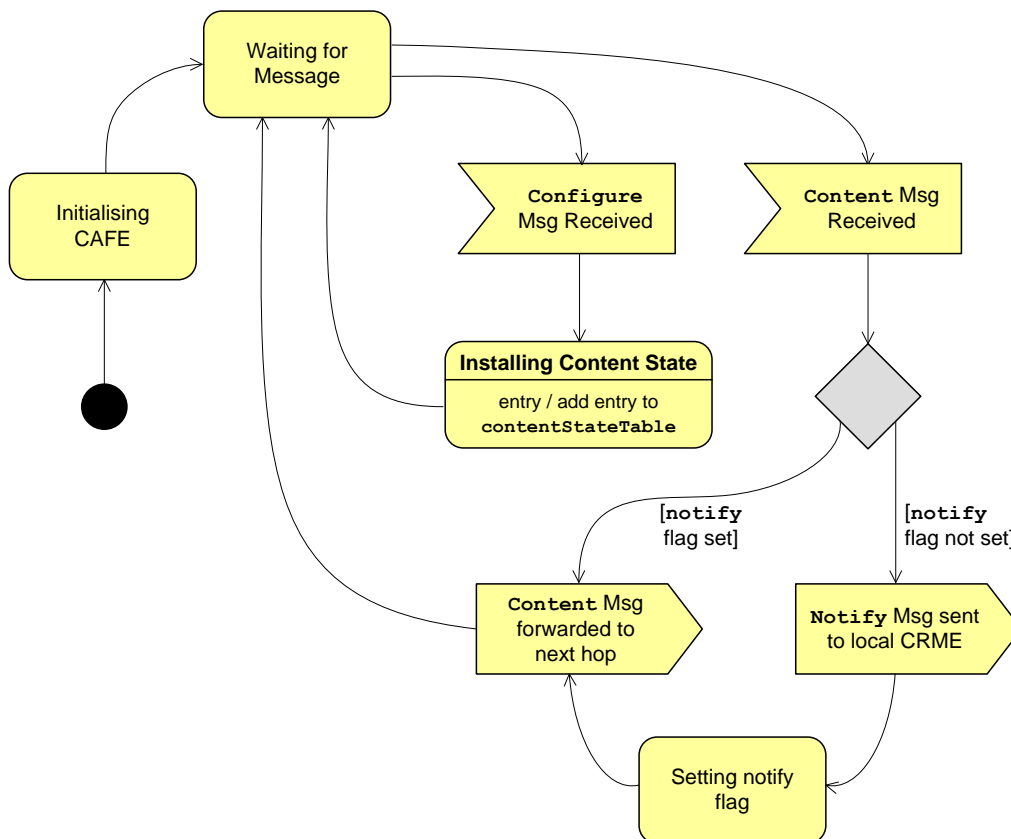 Waiting for
Message
Initialising
CAFE
Configure
Msg Received
Content Msg
Received
Installing Content State
entry / add entry to
contentStateTable
[notify
flag set]
[notify
flag not set]
Content Msg
forwarded to
next hop
Notify Msg sent
to local CRME
Setting notify
flag